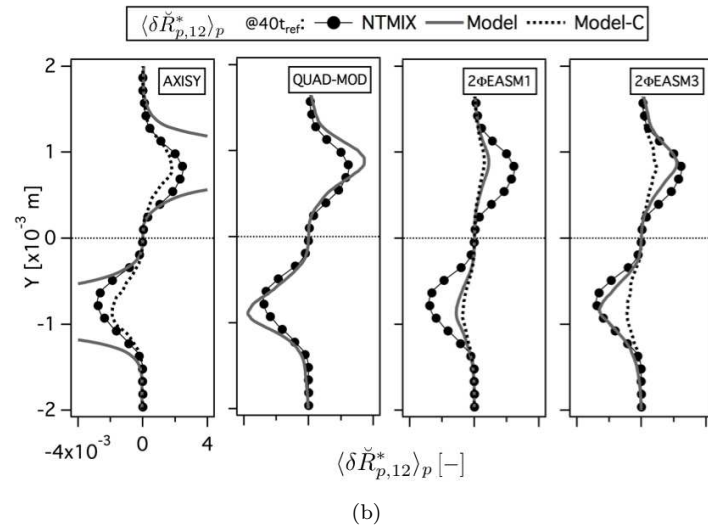 ⟨δR̆*p,12⟩p @40tref: NTMIX Model Model-C
AXISY QUAD-MOD 2ΦEASM1 2ΦEASM3
2
1
0
-1
-2
Y [x10⁻³ m]
-4x10⁻³ 0 4
⟨δR̆*p,12⟩p [−]
(b)